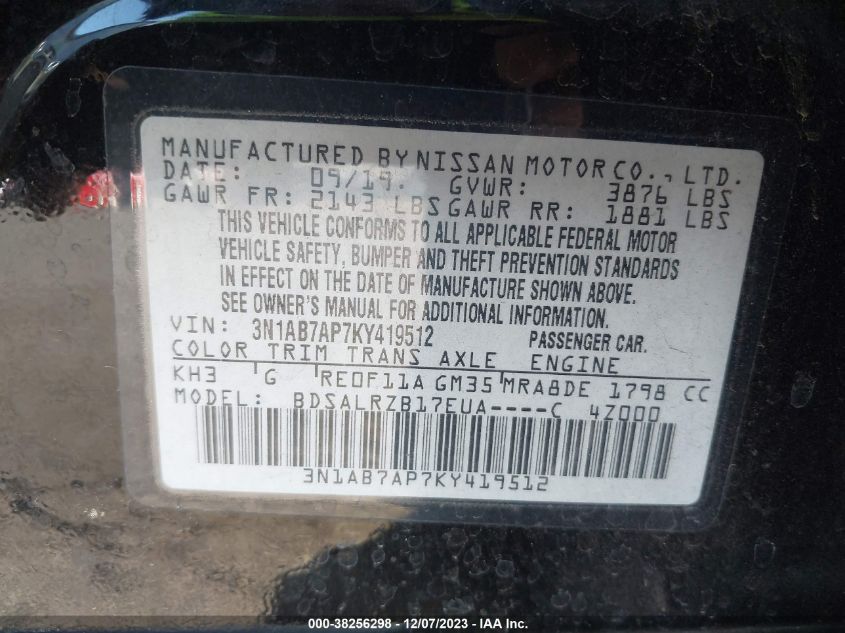 MANUFACTURED BY NISSAN MOTOR CO., LTD.
DATE: 09/19. GVWR: 3876 LBS
GAWR FR: 2143 LBS GAWR RR: 1881 LBS
THIS VEHICLE CONFORMS TO ALL APPLICABLE FEDERAL MOTOR
VEHICLE SAFETY, BUMPER AND THEFT PREVENTION STANDARDS
IN EFFECT ON THE DATE OF MANUFACTURE SHOWN ABOVE.
SEE OWNER'S MANUAL FOR ADDITIONAL INFORMATION.
VIN: 3N1AB7AP7KY419512 PASSENGER CAR.
COLOR TRIM TRANS AXLE ENGINE
KH3 G RE0F11A GM35 MRA8DE 1798 CC
MODEL: BDSALRZB17EUA----C 4Z000
3N1AB7AP7KY419512
000-38256298 - 12/07/2023 - IAA Inc.